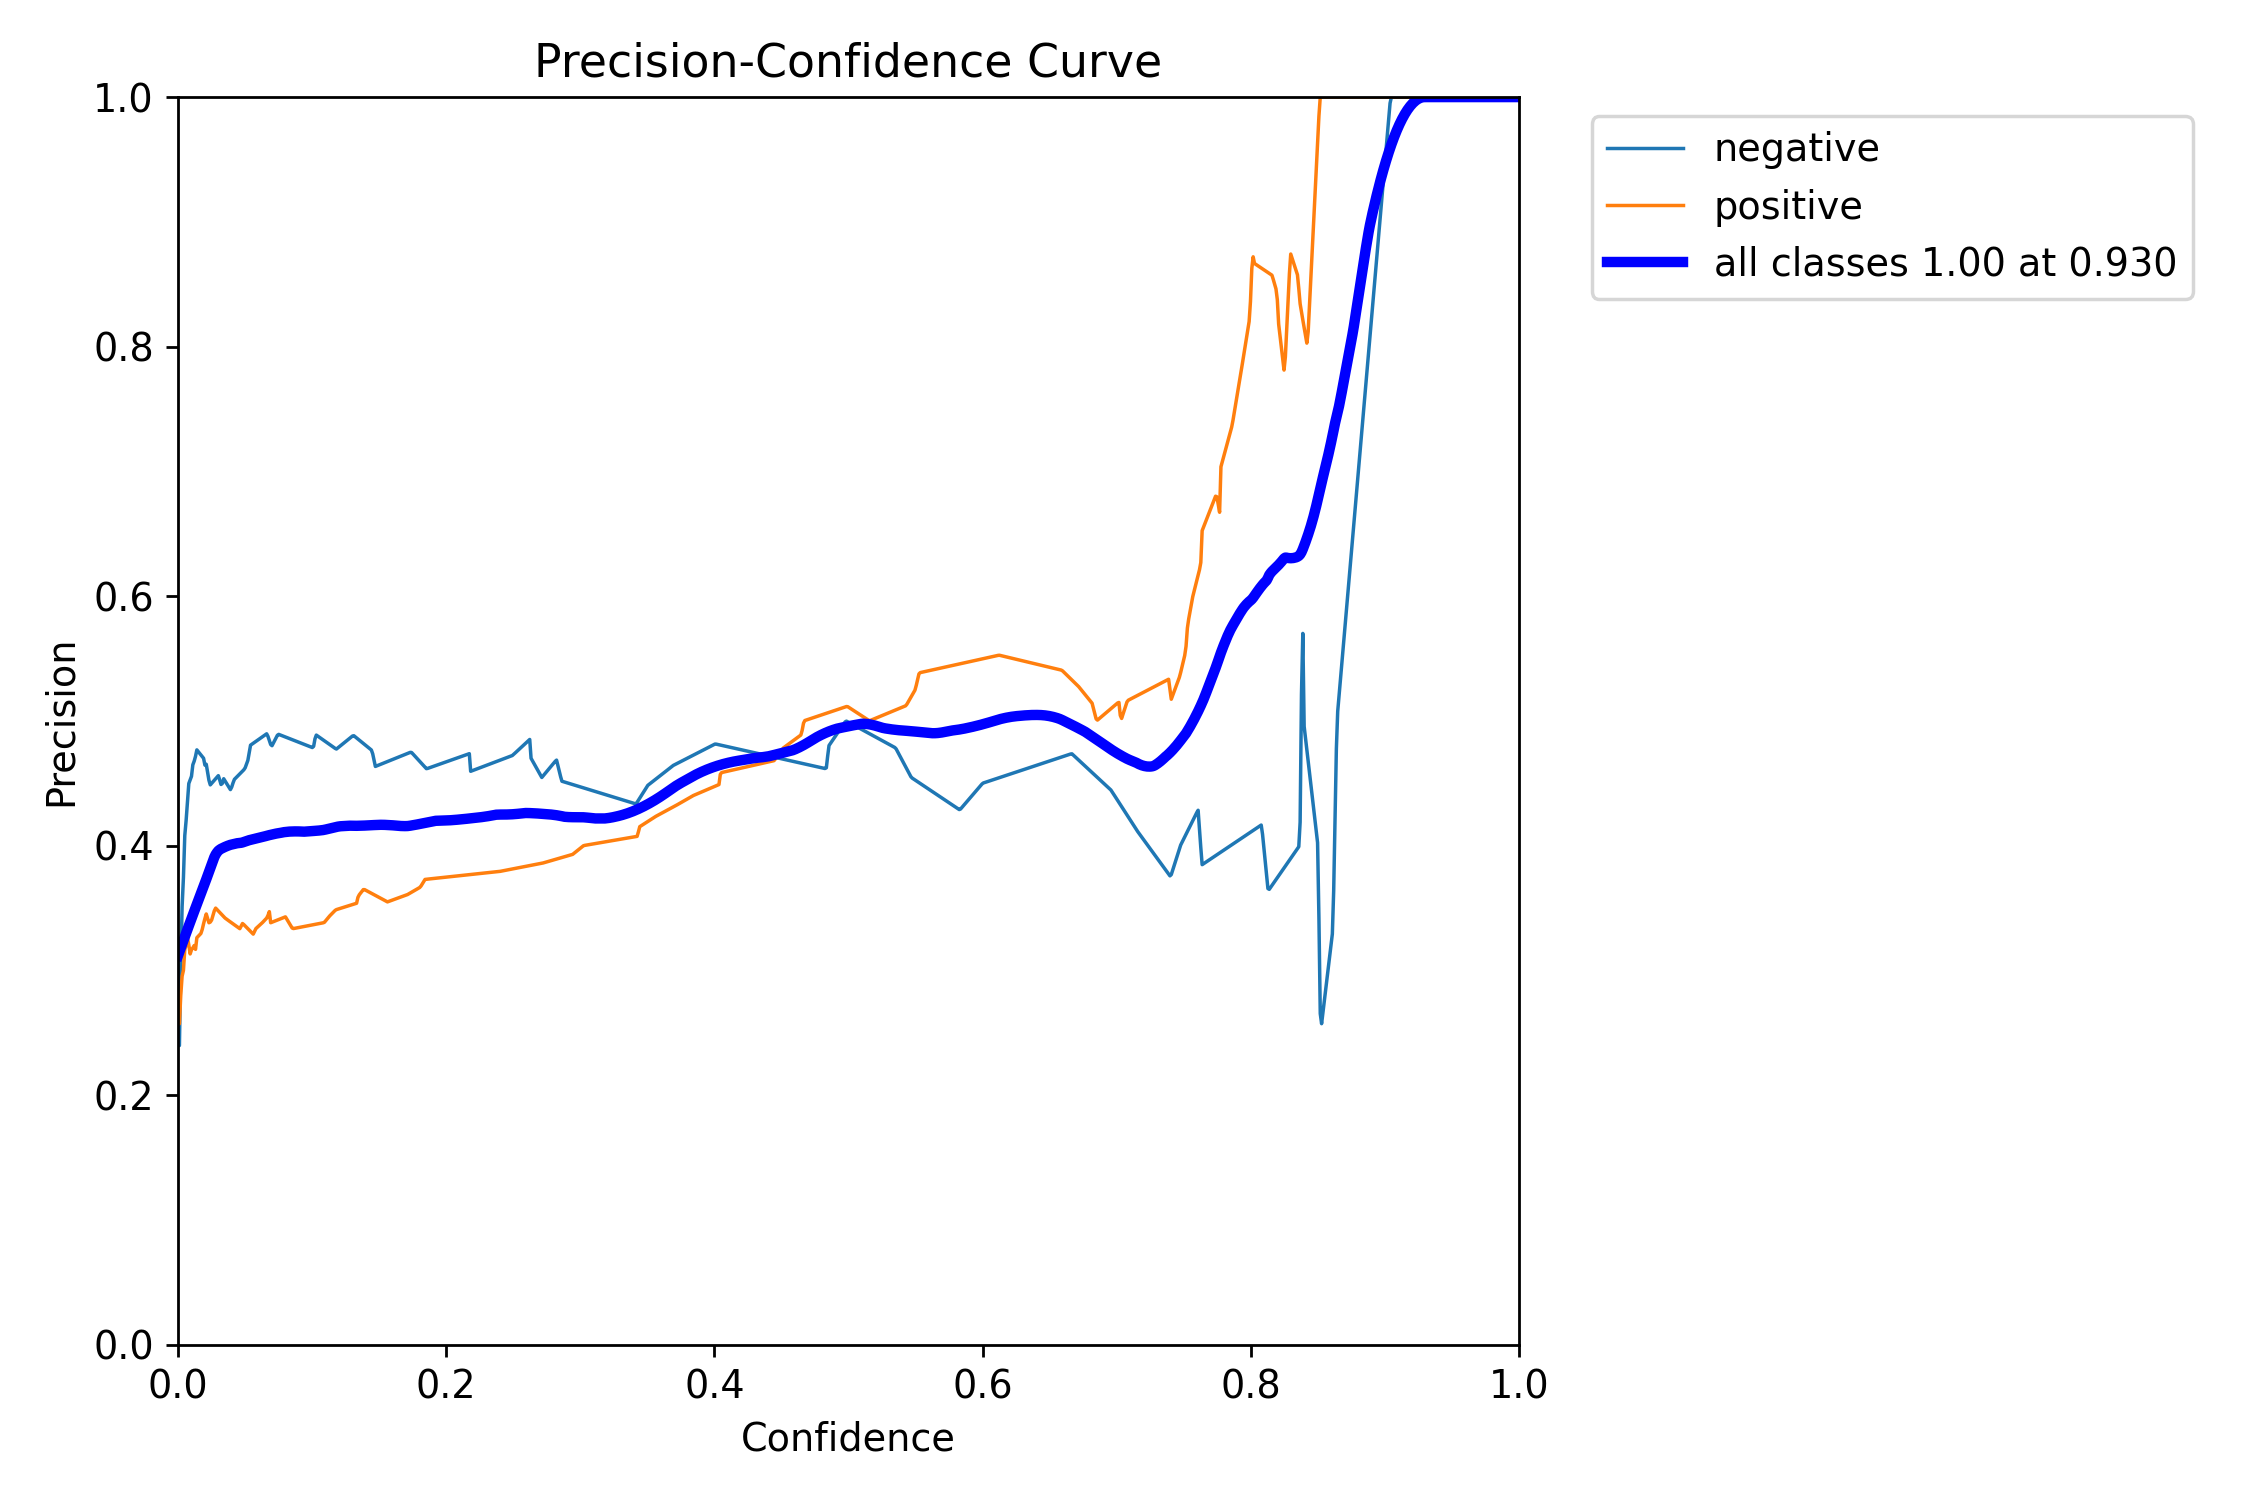 Precision-Confidence Curve
1.0
0.8
0.6
0.4
0.2
0.0
Precision
0.0 0.2 0.4 0.6 0.8 1.0
Confidence
negative
positive
all classes 1.00 at 0.930